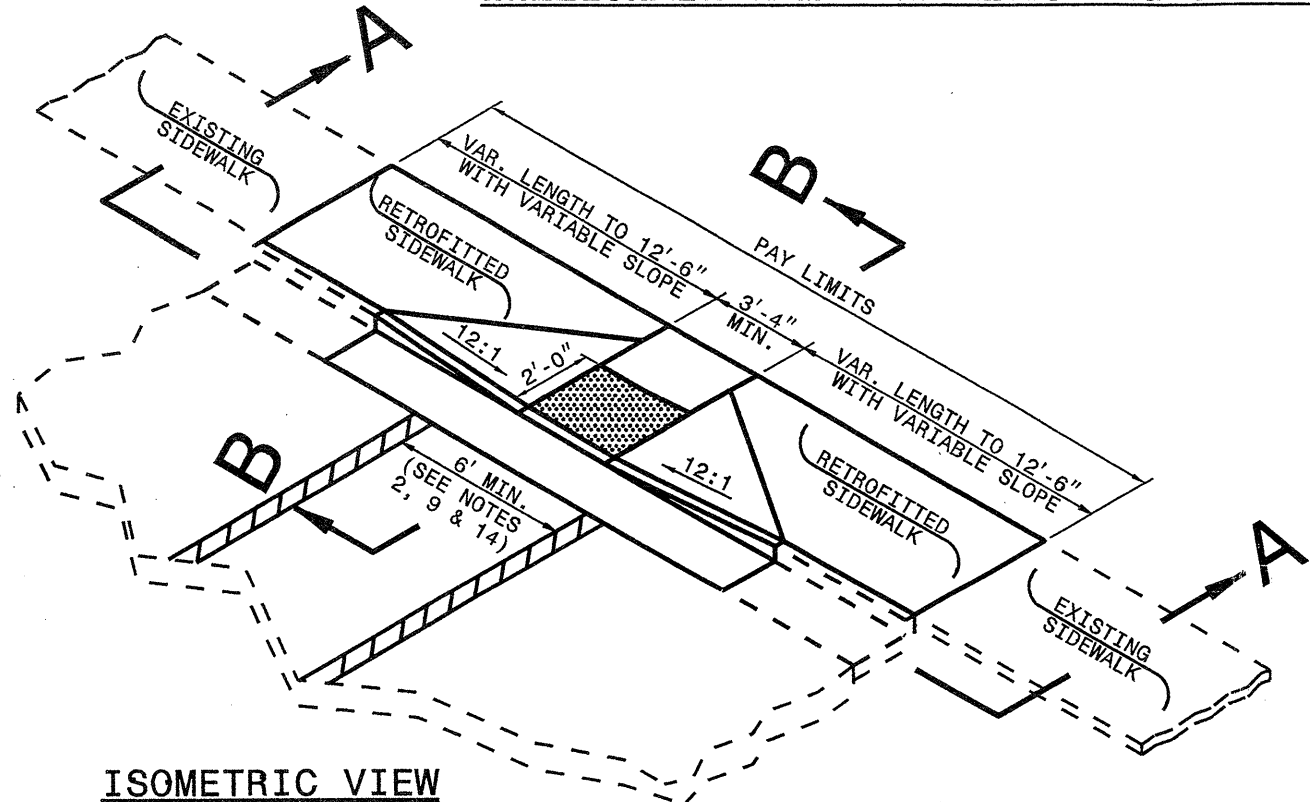 A
EXISTING
SIDEWALK
B
VAR. LENGTH TO 12'-6"
WITH VARIABLE SLOPE
PAY LIMITS
RETROFITTED
SIDEWALK
3'-4"
MIN.
12:1
2'-0"
VAR. LENGTH TO 12'-6"
WITH VARIABLE SLOPE
B
6' MIN.
(SEE NOTES
2, 9 & 14)
12:1
RETROFITTED
SIDEWALK
A
EXISTING
SIDEWALK
ISOMETRIC VIEW